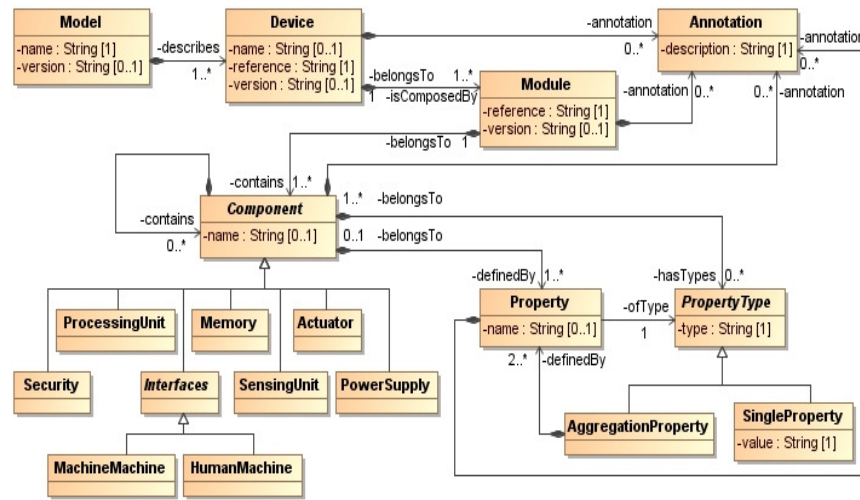 Model
-name : String [1]
-version : String [0..1]
-describes
1..*
Device
-name : String [0..1]
-reference : String [1]
-version : String [0..1]
-annotation
0..*
Annotation
-description : String [1]
-annotation
0..*
-belongsTo
1
1..*
-isComposedBy
Module
-reference : String [1]
-version : String [0..1]
-annotation
0..*
0..*
-annotation
-belongsTo
1
-contains
1..*
-contains
0..*
Component
-name : String [0..1]
1..*
-belongsTo
0..1
-belongsTo
-definedBy
1..*
-hasTypes
0..*
ProcessingUnit
Memory
Actuator
Security
Interfaces
SensingUnit
PowerSupply
MachineMachine
HumanMachine
Property
-name : String [0..1]
-ofType
1
PropertyType
-type : String [1]
2..*
-definedBy
AggregationProperty
SingleProperty
-value : String [1]